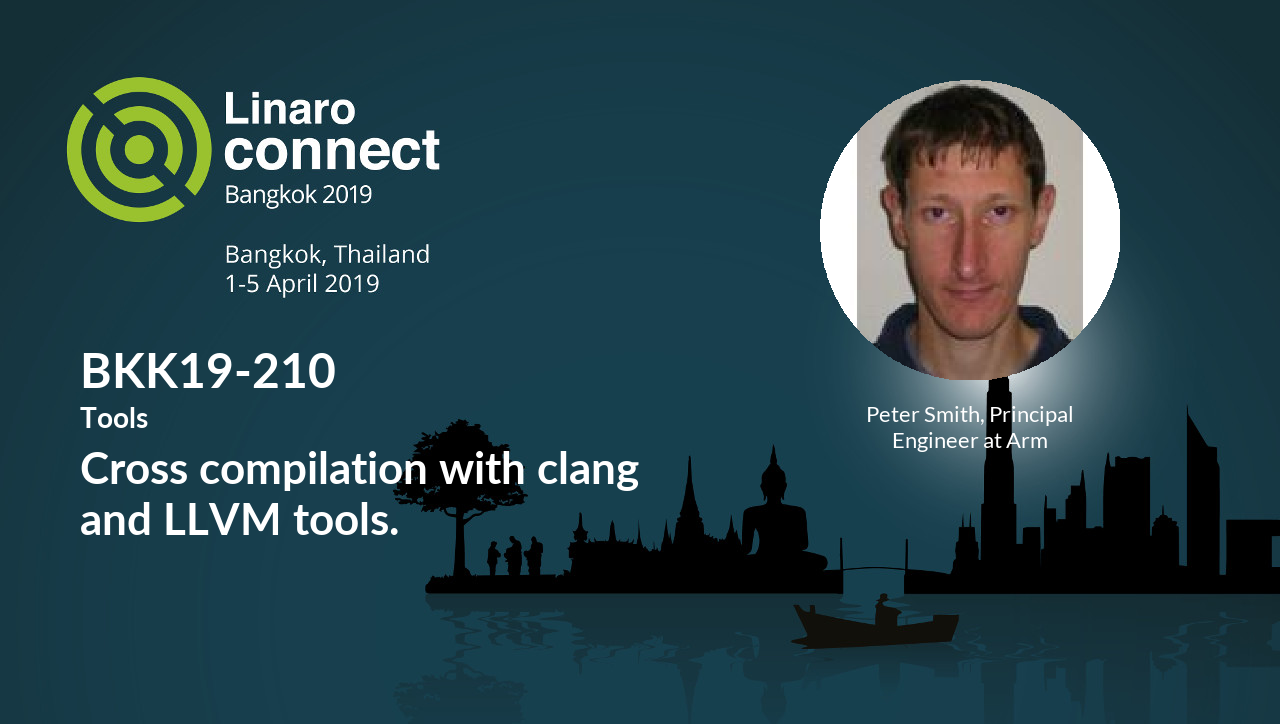 Linaro
connect
Bangkok 2019
Bangkok, Thailand
1-5 April 2019
BKK19-210
Tools
Cross compilation with clang
and LLVM tools.
Peter Smith, Principal
Engineer at Arm